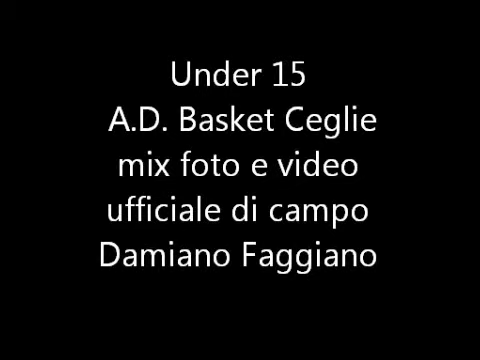 Under 15
A.D. Basket Ceglie
mix foto e video
ufficiale di campo
Damiano Faggiano